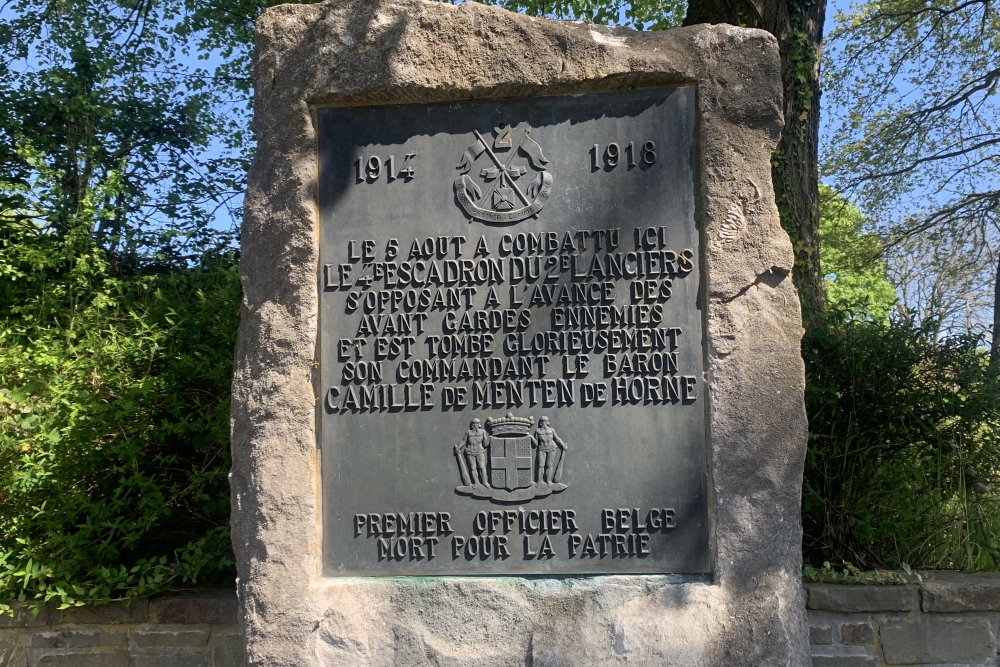 2
1914 1918
LE 5 AOUT A COMBATTU ICI
LE 4E ESCADRON DU 2E LANCIERS
S'OPPOSANT A L'AVANCE DES
AVANT GARDES ENNEMIES
ET EST TOMBE GLORIEUSEMENT
SON COMMANDANT LE BARON
CAMILLE DE MENTEN DE HORNE
PREMIER OFFICIER BELGE
MORT POUR LA PATRIE